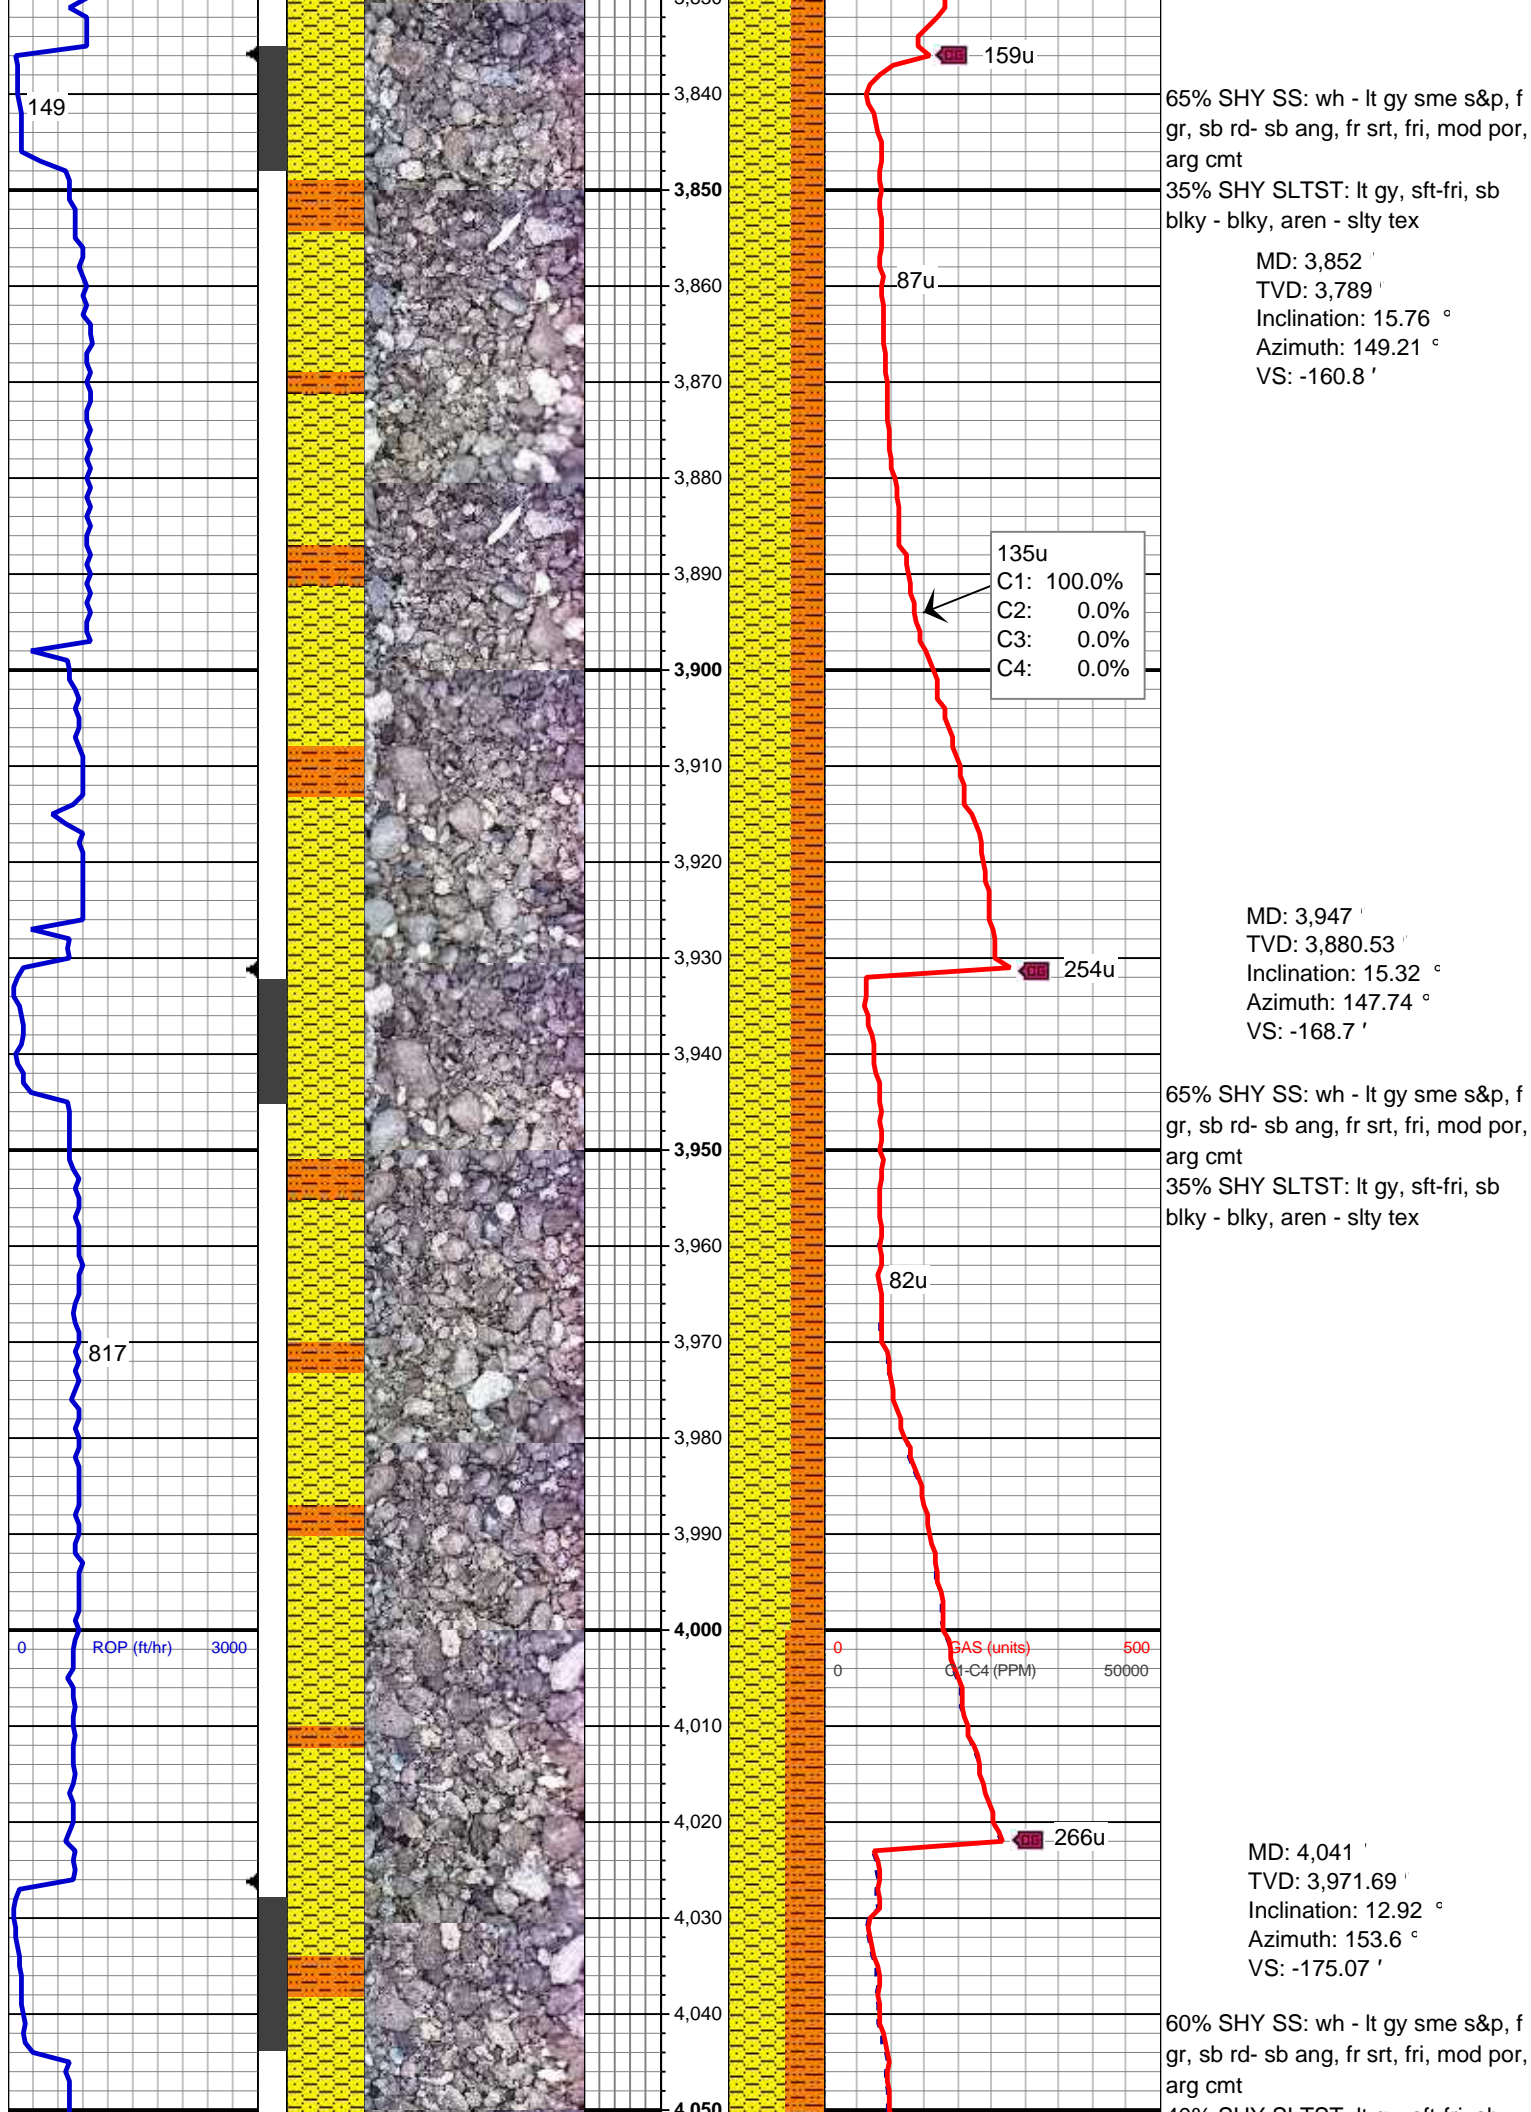 159u
3,840
149
65% SHY SS: wh - lt gy sme s&p, f
gr, sb rd- sb ang, fr srt, fri, mod por,
arg cmt
3,850
35% SHY SLTST: lt gy, sft-fri, sb
blky - blky, aren - slty tex
MD: 3,852 '
TVD: 3,789 '
Inclination: 15.76 °
Azimuth: 149.21 °
VS: -160.8 '
3,860
87u
3,870
3,880
135u
C1: 100.0%
C2: 0.0%
C3: 0.0%
C4: 0.0%
3,890
3,900
3,910
3,920
MD: 3,947 '
TVD: 3,880.53 '
Inclination: 15.32 °
Azimuth: 147.74 °
VS: -168.7 '
3,930
DG 254u
3,940
65% SHY SS: wh - lt gy sme s&p, f
gr, sb rd- sb ang, fr srt, fri, mod por,
arg cmt
3,950
35% SHY SLTST: lt gy, sft-fri, sb
blky - blky, aren - slty tex
3,960
82u
3,970
817
3,980
3,990
4,000
0 ROP (ft/hr) 3000
0 GAS (units) 500
0 C1-C4 (PPM) 50000
4,010
4,020
DG 266u
MD: 4,041 '
TVD: 3,971.69 '
Inclination: 12.92 °
Azimuth: 153.6 °
VS: -175.07 '
4,030
4,040
60% SHY SS: wh - lt gy sme s&p, f
gr, sb rd- sb ang, fr srt, fri, mod por,
arg cmt
4,050